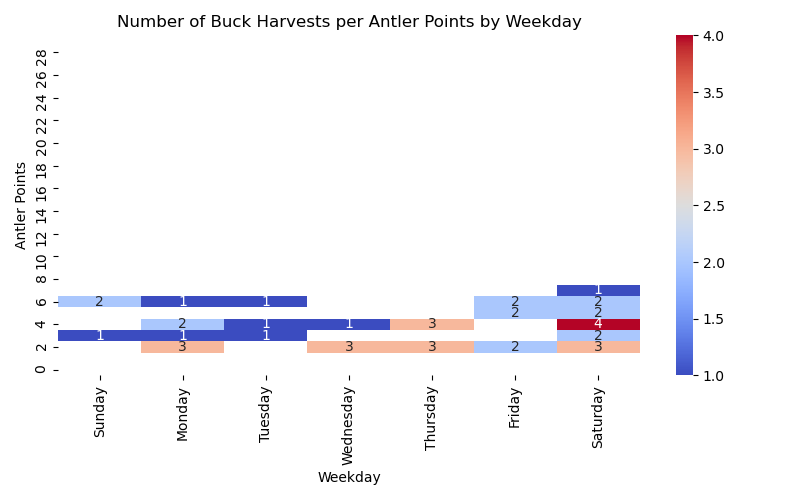 Number of Buck Harvests per Antler Points by Weekday
Antler Points
28
26
24
22
20
18
16
14
12
10
8
6
4
2
0
1
2 1 1 2 2
2 2
2 1 1 3 4
1 1 1 2
3 3 3 2 3
Sunday
Monday
Tuesday
Wednesday
Thursday
Friday
Saturday
Weekday
4.0
3.5
3.0
2.5
2.0
1.5
1.0